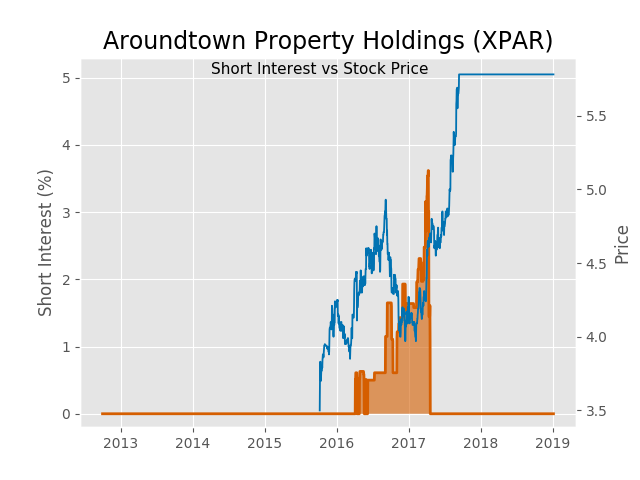 Aroundtown Property Holdings (XPAR)
Short Interest vs Stock Price
Short Interest (%)
5
4
3
2
1
0
5.5
5.0
4.5
4.0
3.5
Price
2013 2014 2015 2016 2017 2018 2019